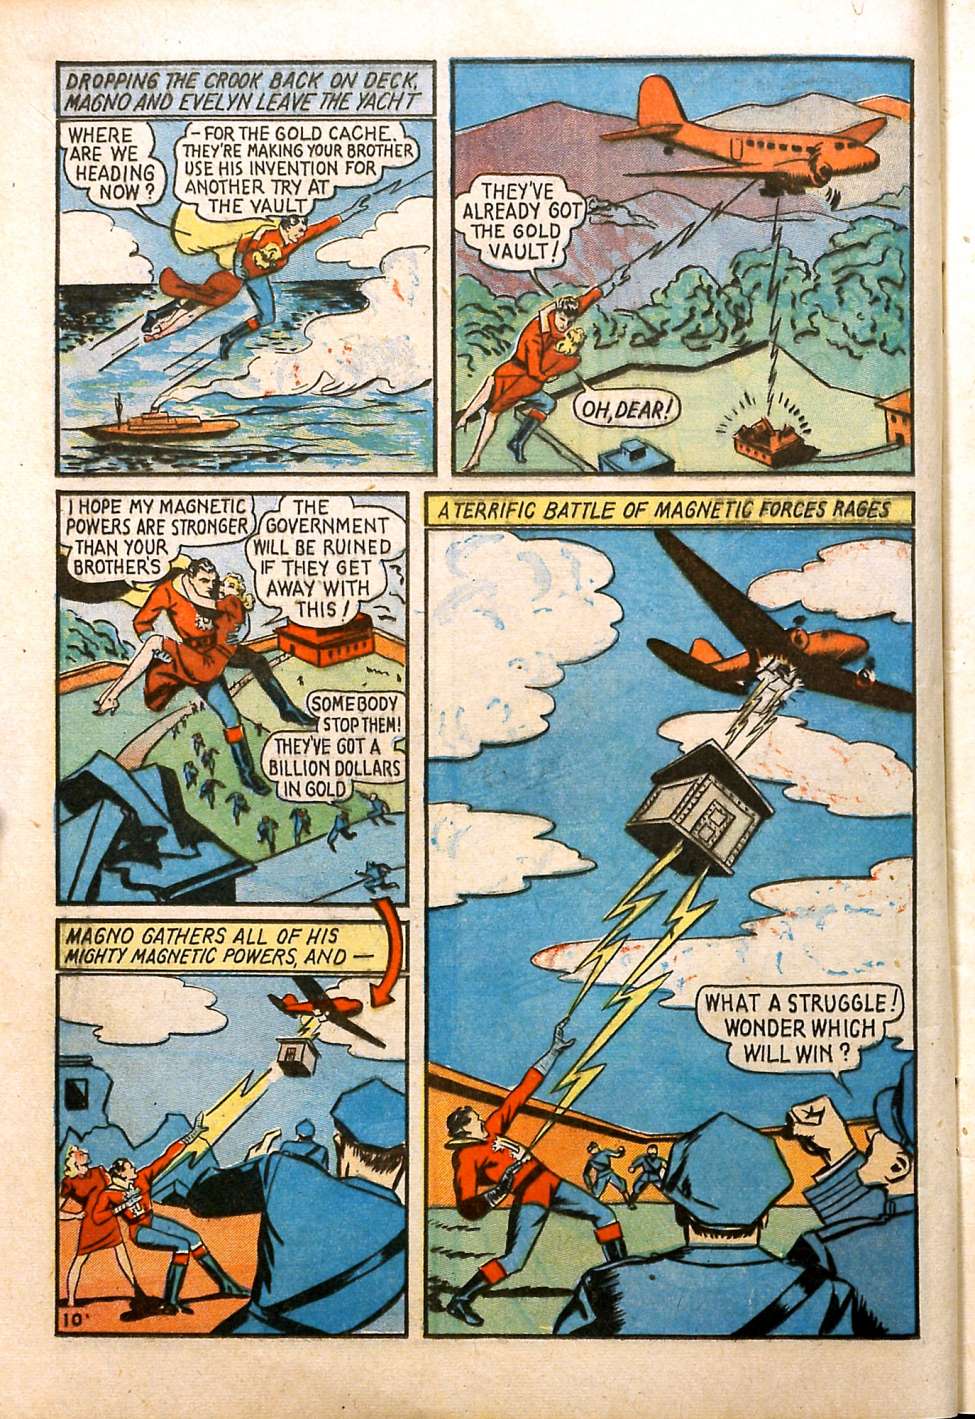 DROPPING THE CROOK BACK ON DECK,
MAGNO AND EVELYN LEAVE THE YACHT
WHERE
ARE WE
HEADING
NOW?
-FOR THE GOLD CACHE..
THEY'RE MAKING YOUR BROTHER
USE HIS INVENTION FOR
ANOTHER TRY AT
THE VAULT
THEY'VE
ALREADY GOT
THE GOLD
VAULT!
OH, DEAR!
I HOPE MY MAGNETIC
POWERS ARE STRONGER
THAN YOUR
BROTHER'S
THE
GOVERNMENT
WILL BE RUINED
IF THEY GET
AWAY WITH
THIS!
SOMEBODY
STOP THEM!
THEY'VE GOT A
BILLION DOLLARS
IN GOLD
MAGNO GATHERS ALL OF HIS
MIGHTY MAGNETIC POWERS, AND —
10
A TERRIFIC BATTLE OF MAGNETIC FORCES RAGES
WHAT A STRUGGLE!
WONDER WHICH
WILL WIN?